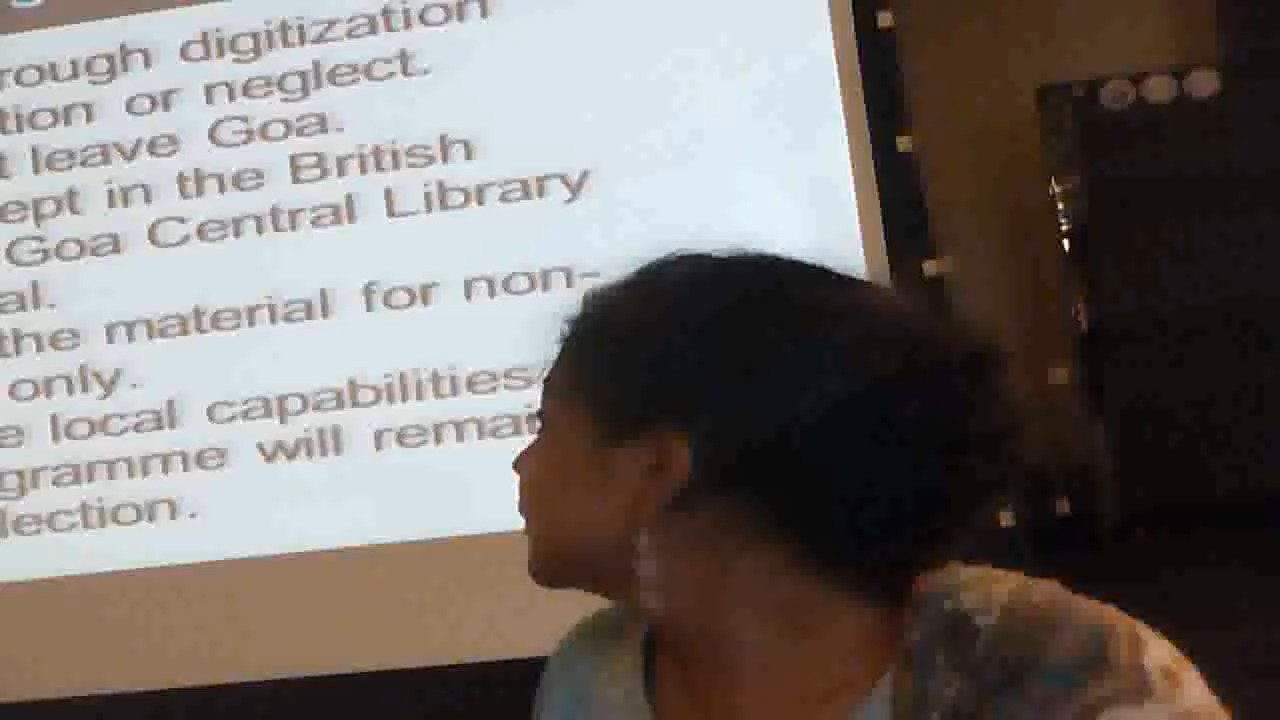 rough digitization
tion or neglect.
t leave Goa.
ept in the British
Goa Central Library
al.
the material for non-
only.
e local capabilities/
gramme will remai
lection.